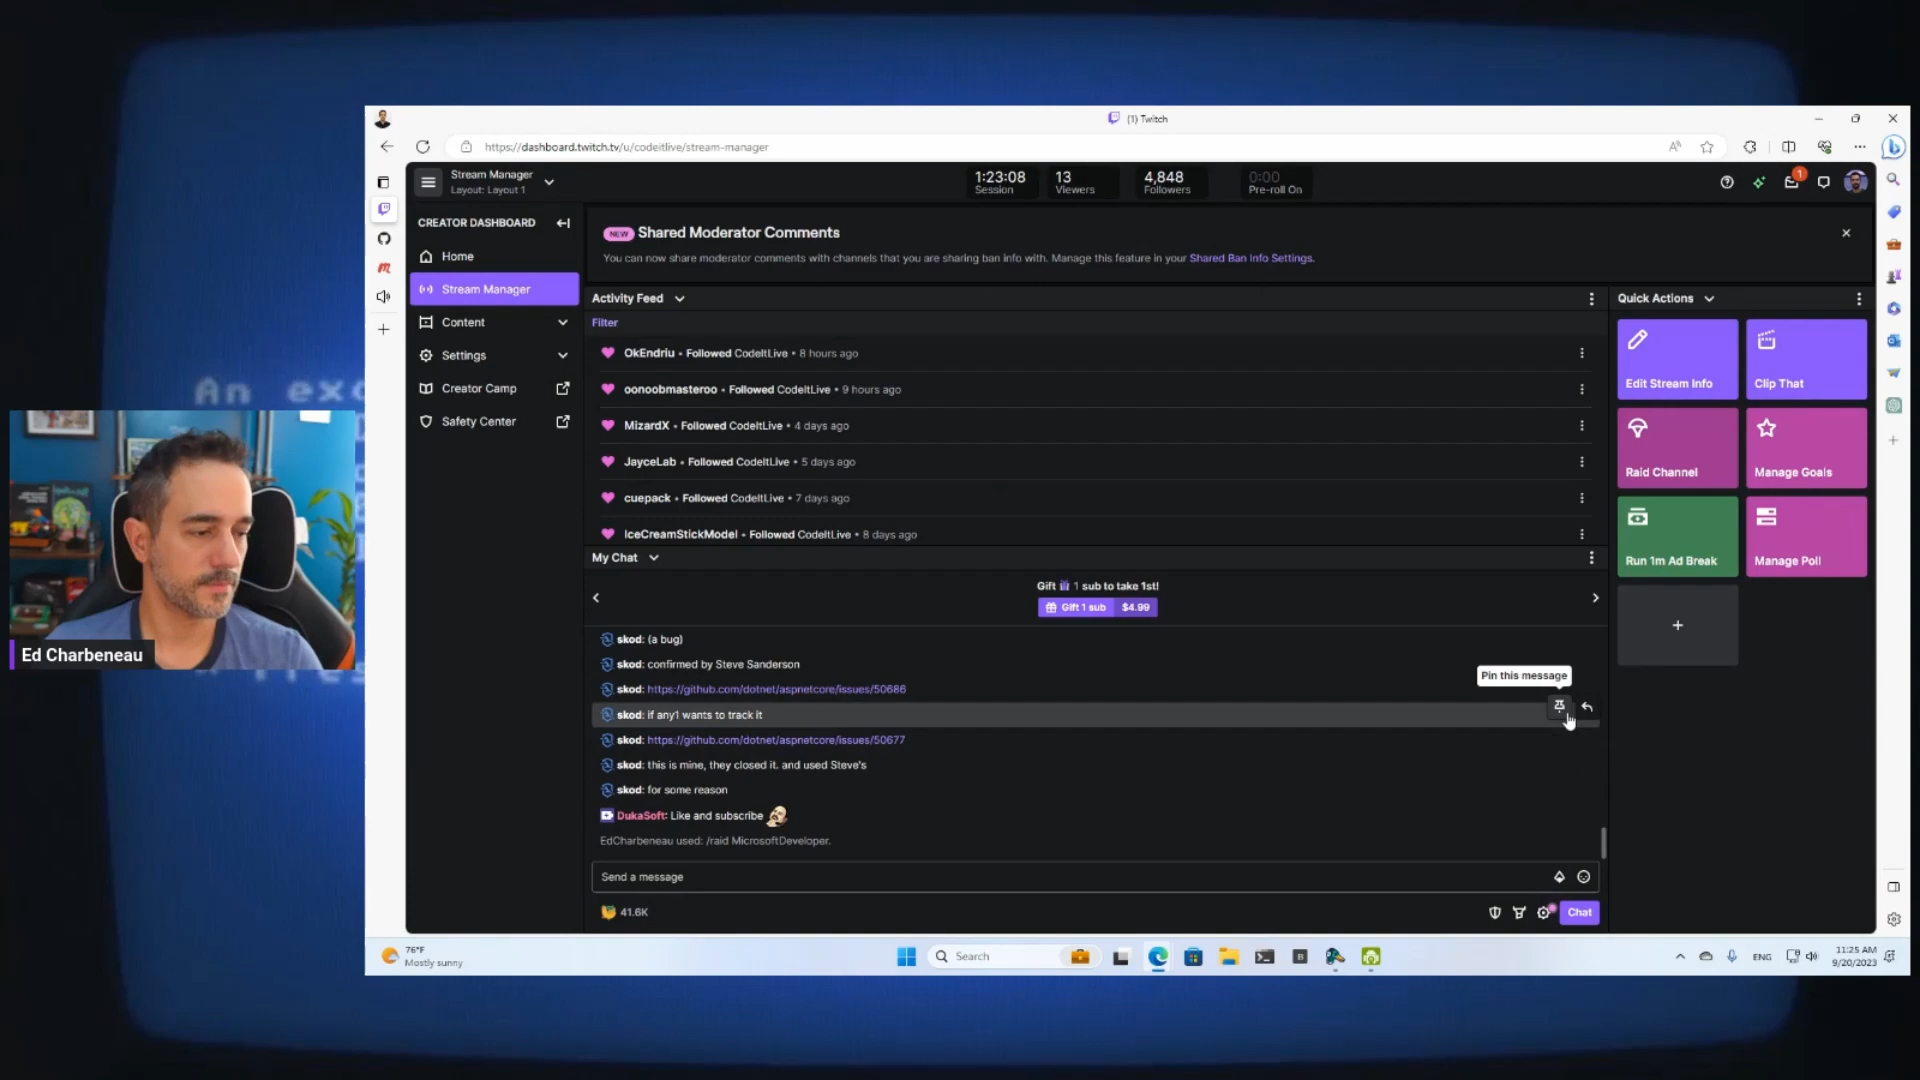 (1) Twitch
https://dashboard.twitch.tv/u/codeitlive/stream-manager
Stream Manager
Layout: Layout 1
1:23:08
Session
13
Viewers
4,848
Followers
0:00
Pre-roll On
1
CREATOR DASHBOARD
Home
Stream Manager
Content
Settings
Creator Camp
Safety Center
NEW Shared Moderator Comments
You can now share moderator comments with channels that you are sharing ban info with. Manage this feature in your Shared Ban Info Settings.
Activity Feed
Filter
OkEndriu • Followed CodeItLive • 8 hours ago
oonoobmasteroo • Followed CodeItLive • 9 hours ago
MizardX • Followed CodeItLive • 4 days ago
JayceLab • Followed CodeItLive • 5 days ago
cuepack • Followed CodeItLive • 7 days ago
IceCreamStickModel • Followed CodeItLive • 8 days ago
Quick Actions
Edit Stream Info
Clip That
Raid Channel
Manage Goals
Run 1m Ad Break
Manage Poll
My Chat
Gift 1 sub to take 1st!
Gift 1 sub $4.99
skod: (a bug)
skod: confirmed by Steve Sanderson
Pin this message
skod: https://github.com/dotnet/aspnetcore/issues/50686
skod: if any1 wants to track it
skod: https://github.com/dotnet/aspnetcore/issues/50677
skod: this is mine, they closed it. and used Steve's
skod: for some reason
DukaSoft: Like and subscribe
EdCharbeneau used: /raid MicrosoftDeveloper.
Send a message
41.6K
Chat
76°F
Mostly sunny
Search
ENG
11:25 AM
9/20/2023
An exc
Ed Charbeneau